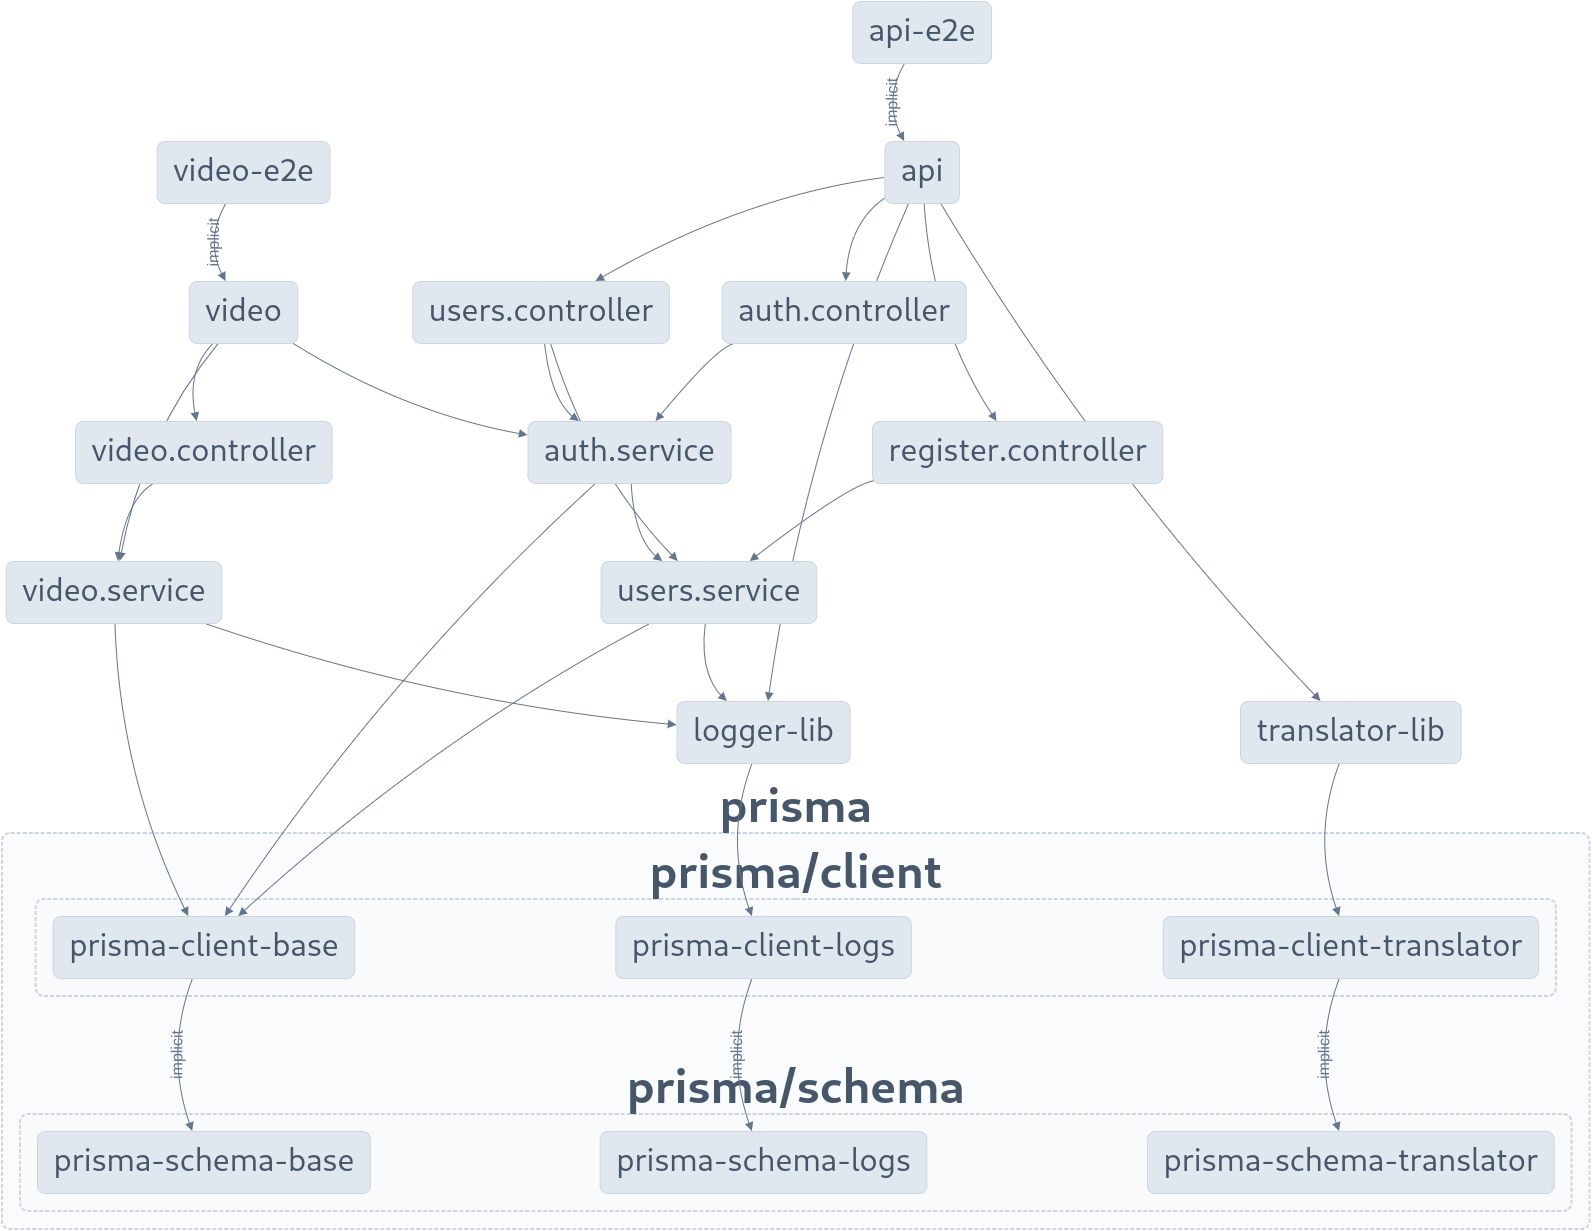 api-e2e
implicit
video-e2e
api
implicit
video
users.controller
auth.controller
video.controller
auth.service
register.controller
video.service
users.service
logger-lib
translator-lib
prisma
prisma/client
prisma-client-base
prisma-client-logs
prisma-client-translator
implicit
implicit
implicit
prisma/schema
prisma-schema-base
prisma-schema-logs
prisma-schema-translator